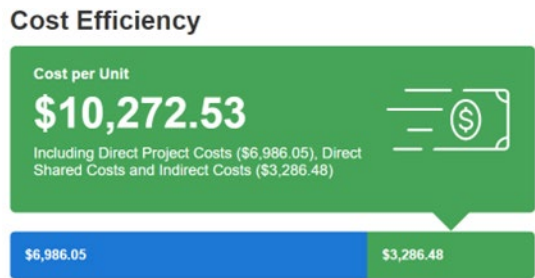 Cost Efficiency
Cost per Unit
$10,272.53
Including Direct Project Costs ($6,986.05), Direct
Shared Costs and Indirect Costs ($3,286.48)
$
$6,986.05
$3,286.48